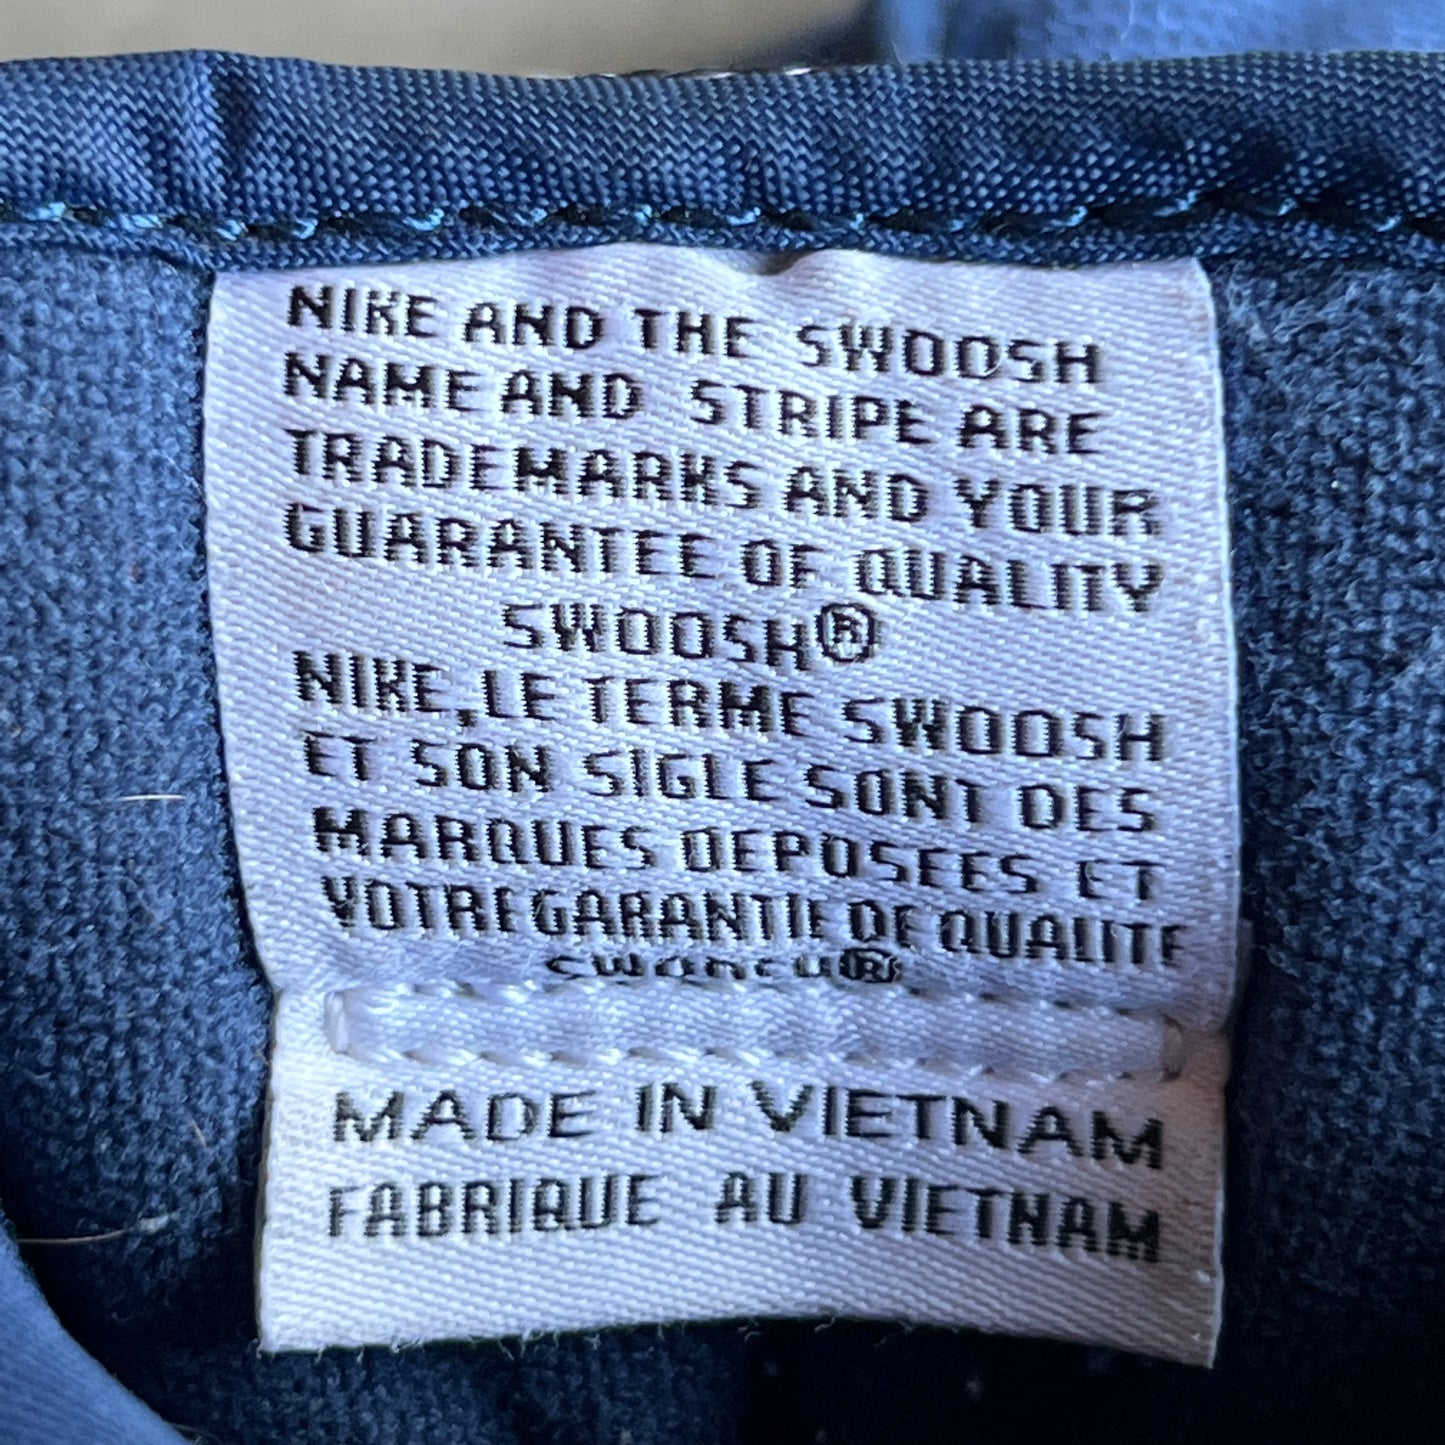 NIKE AND THE SWOOSH
NAME AND STRIPE ARE
TRADEMARKS AND YOUR
GUARANTEE OF QUALITY
SWOOSH®
NIKE, LE TERME SWOOSH
ET SON SIGLE SONT DES
MARQUES DEPOSEES ET
VOTRE GARANTIE DE QUALITE
SWOOSH®
MADE IN VIETNAM
FABRIQUE AU VIETNAM